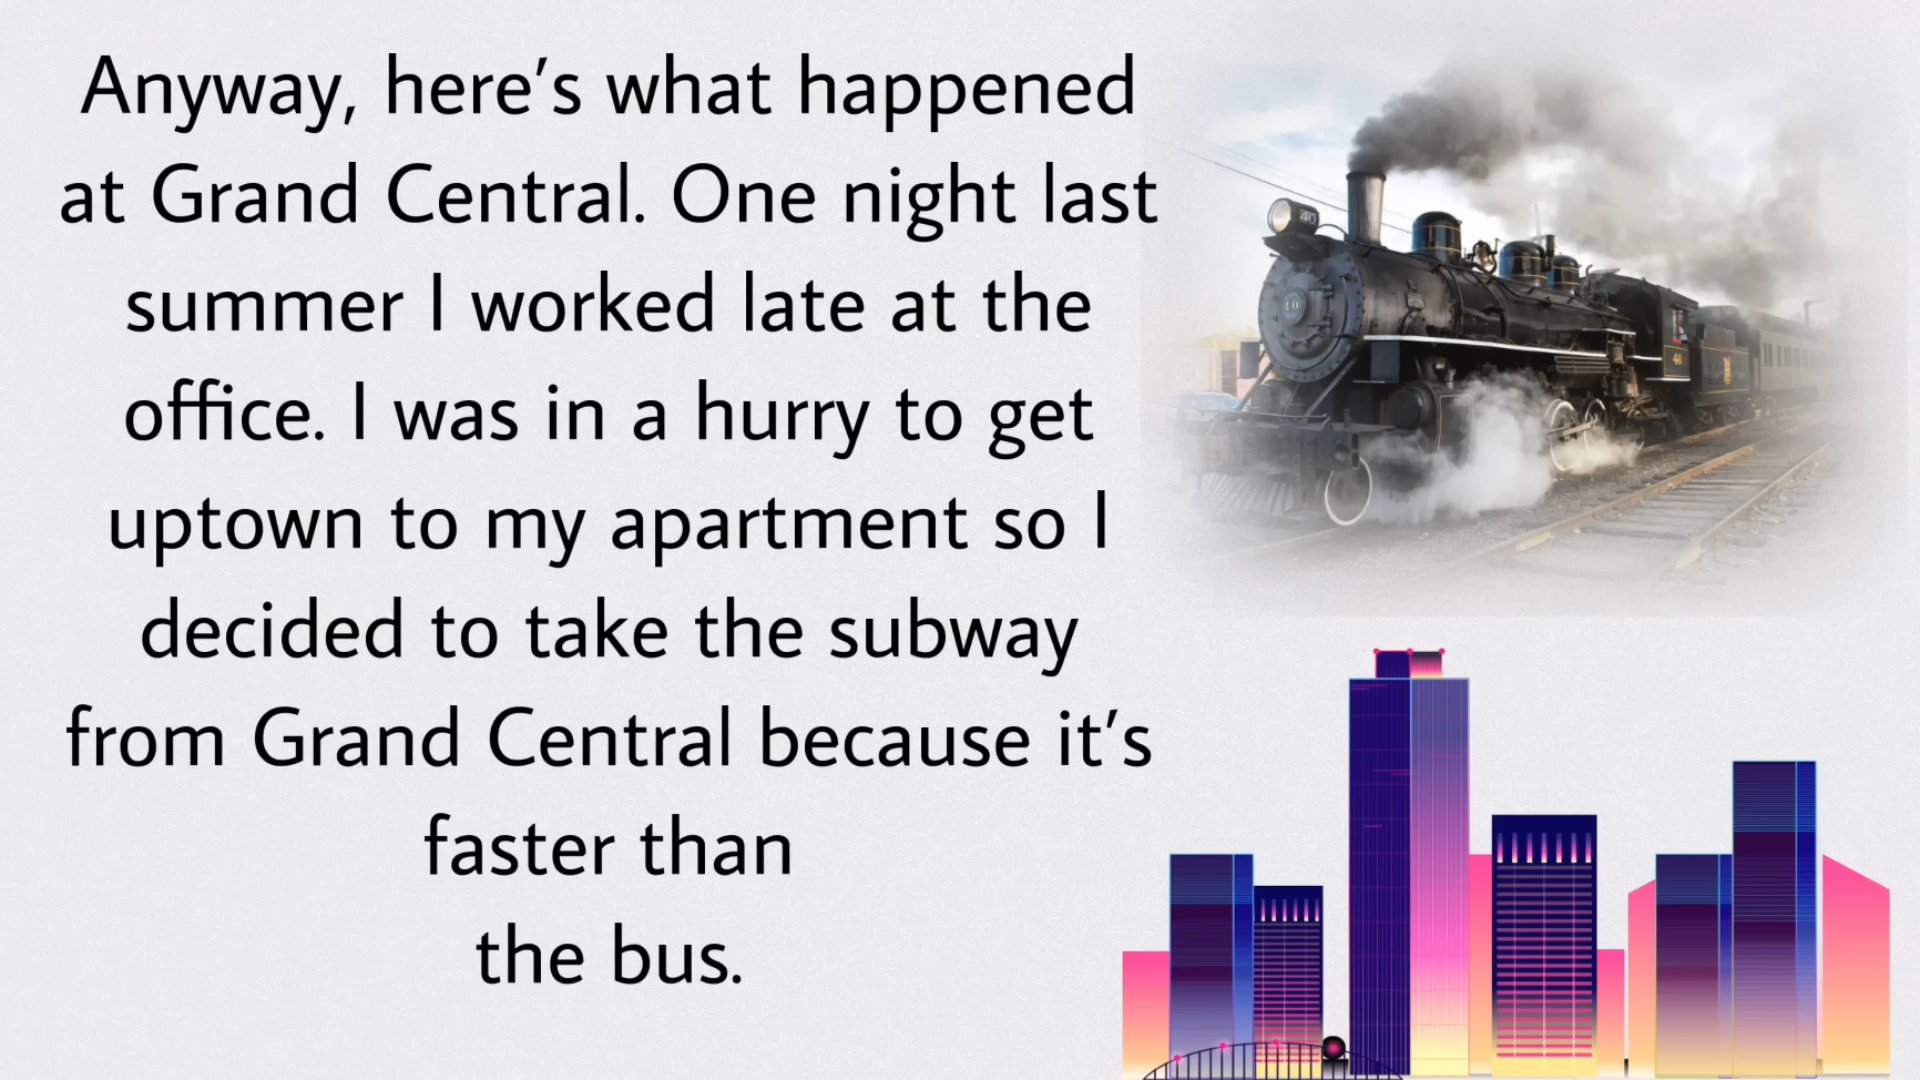 Anyway, here’s what happened
at Grand Central. One night last
summer I worked late at the
office. I was in a hurry to get
uptown to my apartment so I
decided to take the subway
from Grand Central because it’s
faster than
the bus.
40